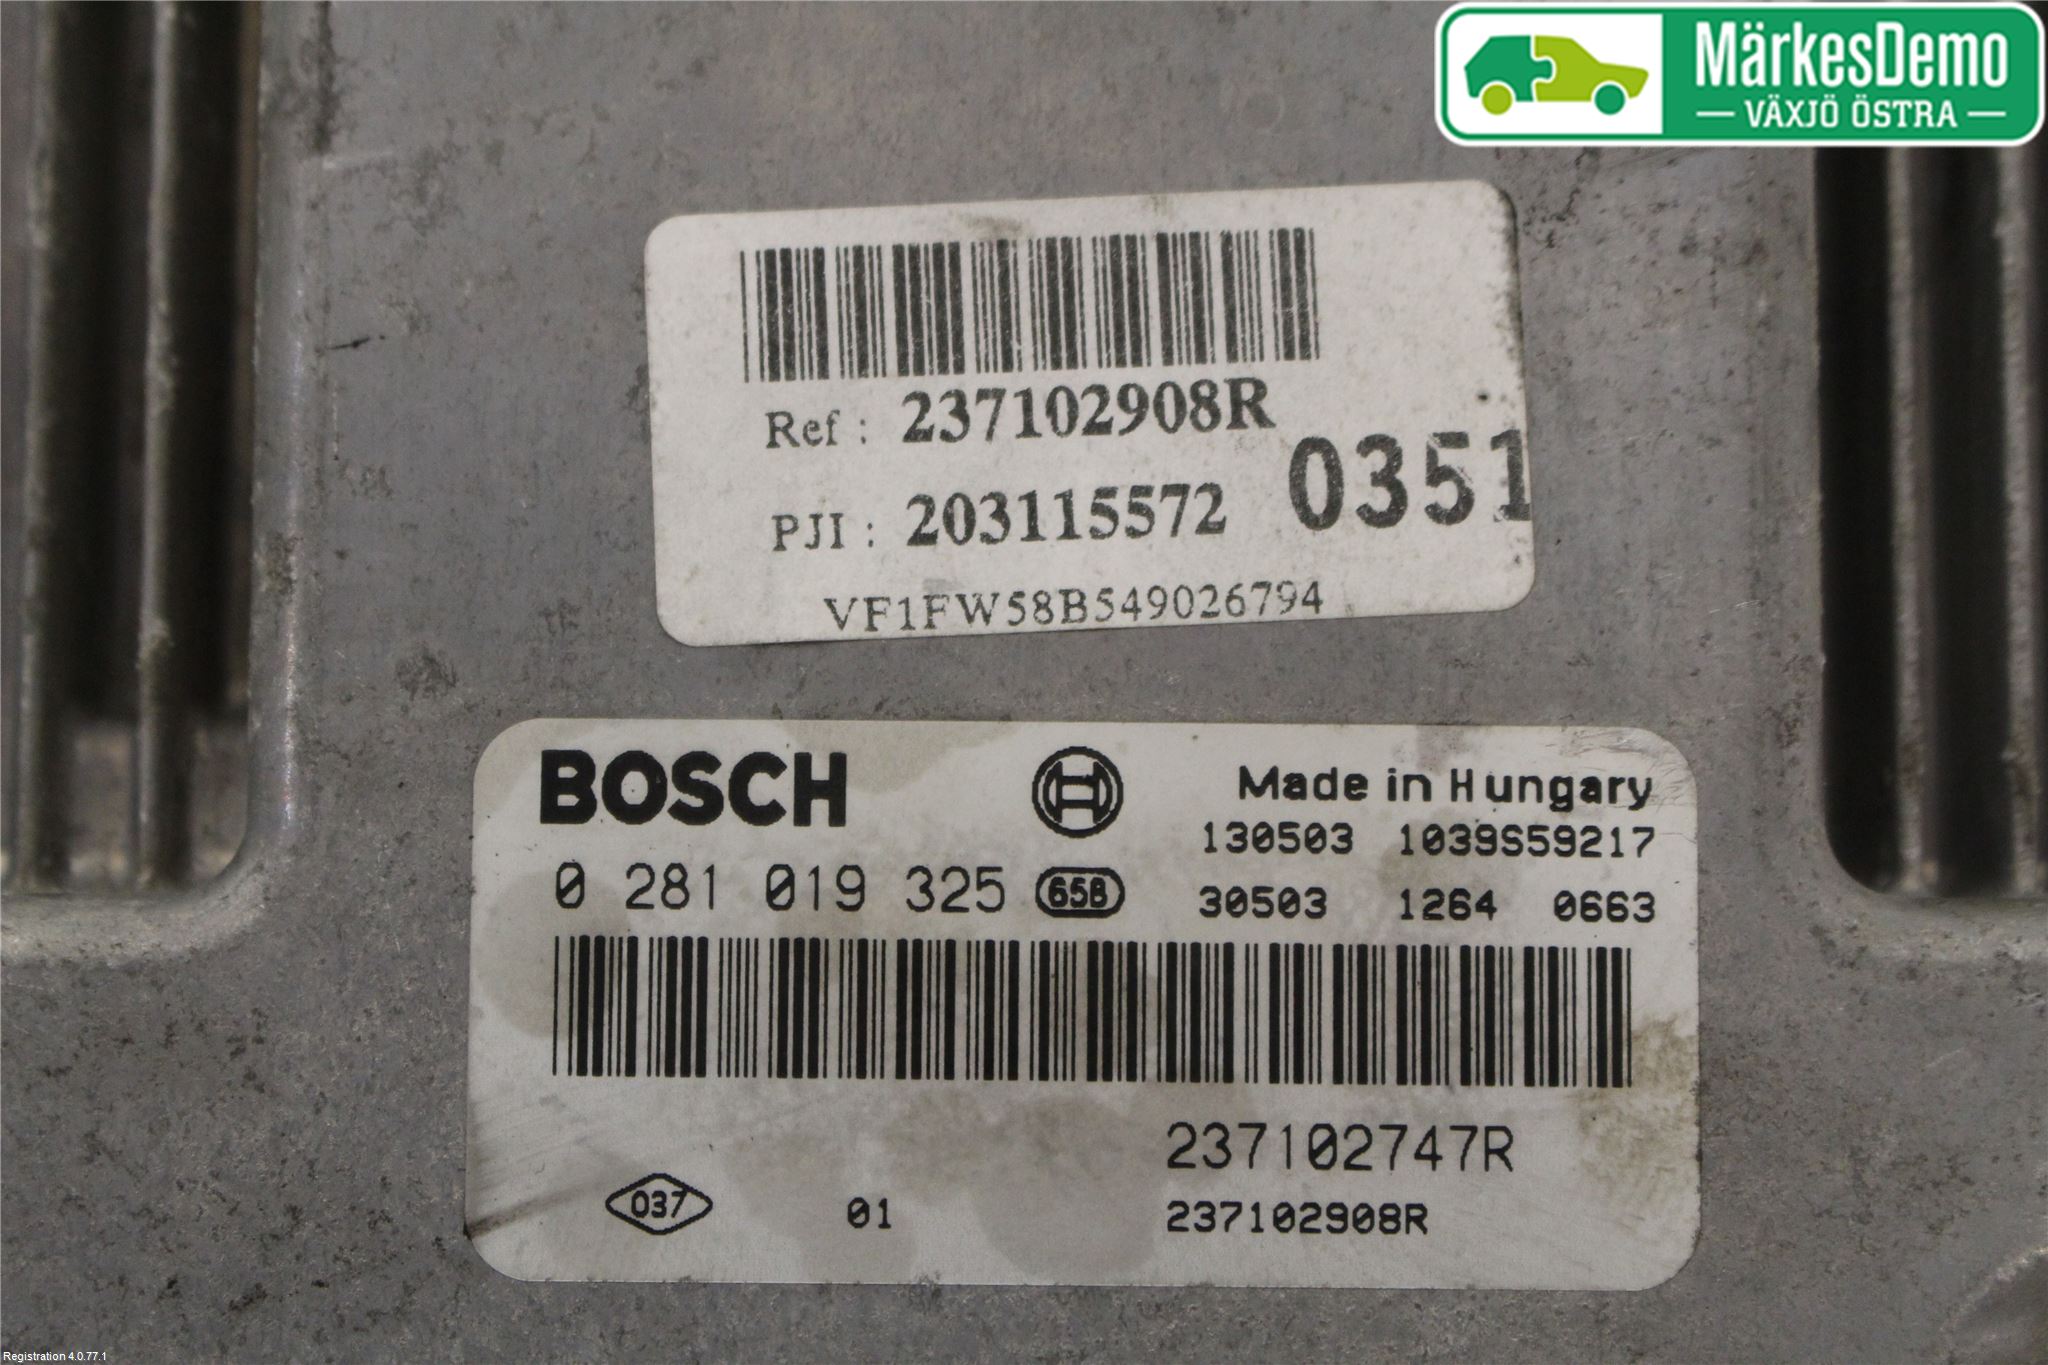 MärkesDemo
VÄXJÖ ÖSTRA
Ref : 237102908R
0351
PJI : 203115572
VF1FW58B549026794
BOSCH
Made in Hungary
130503 1039S59217
0 281 019 325 65B
30503 1264 0663
237102747R
037 01 237102908R
Registration 4.0.77.1